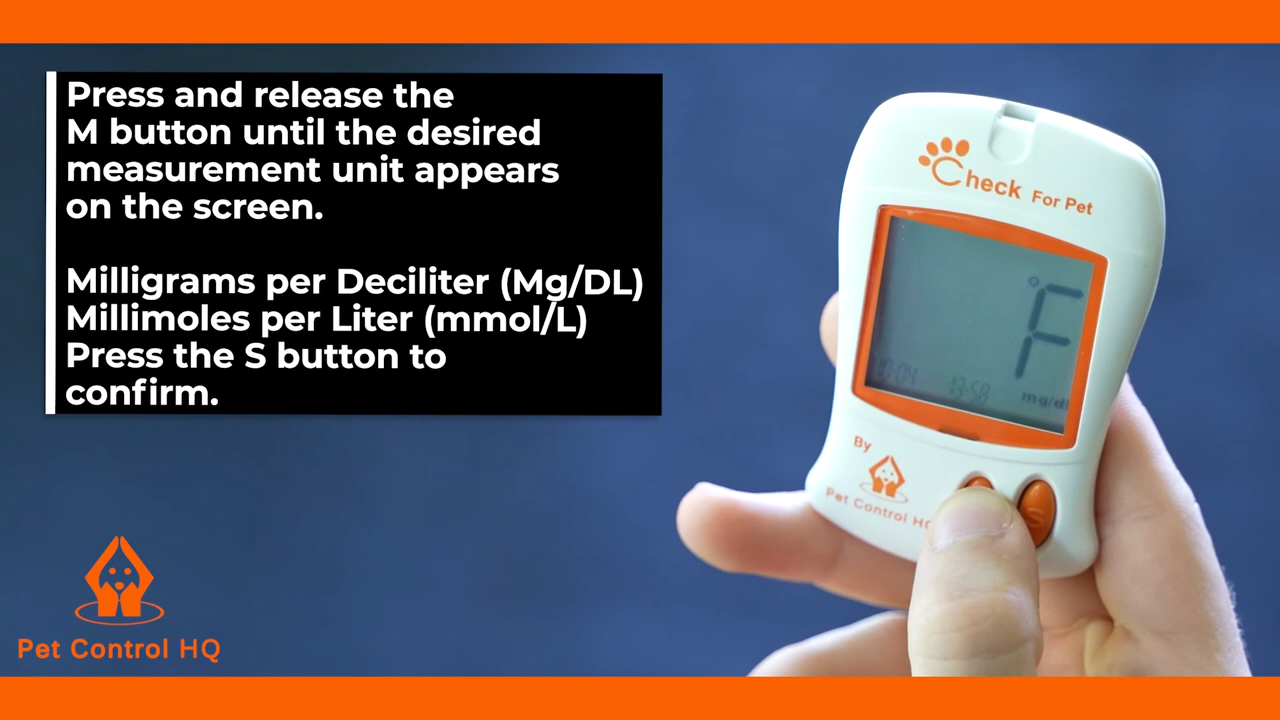 Press and release the
M button until the desired
measurement unit appears
on the screen.
Milligrams per Deciliter (Mg/DL)
Millimoles per Liter (mmol/L)
Press the S button to
confirm.
Check For Pet
°F
13-58
mg/dl
By
Pet Control HQ
S
Pet Control HQ